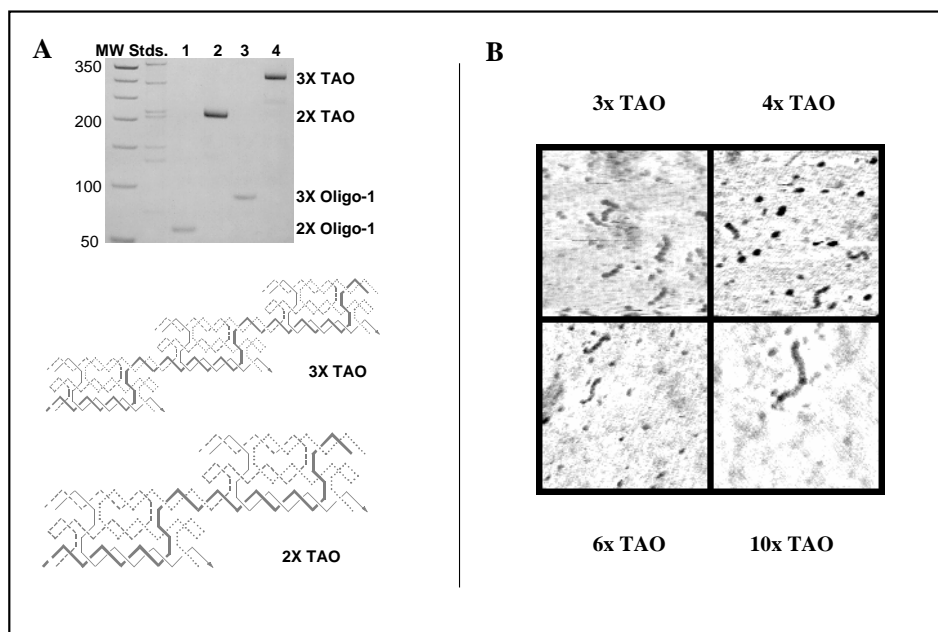 A
MW Stds. 1 2 3 4
350
200
100
50
3X TAO
2X TAO
3X Oligo-1
2X Oligo-1
3X TAO
2X TAO
B
3x TAO 4x TAO
6x TAO 10x TAO